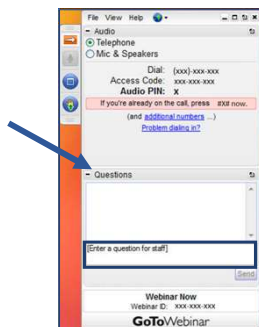 File View Help
Audio
Telephone
Mic & Speakers
Dial: (xxx)-xxx-xxx
Access Code: xxx-xxx-xxx
Audio PIN: x
If you're already on the call, press #X# now.
(and additional numbers ...)
Problem dialing in?
Questions
[Enter a question for staff]
Send
Webinar Now
Webinar ID: xxx-xxx-xxx
GoToWebinar